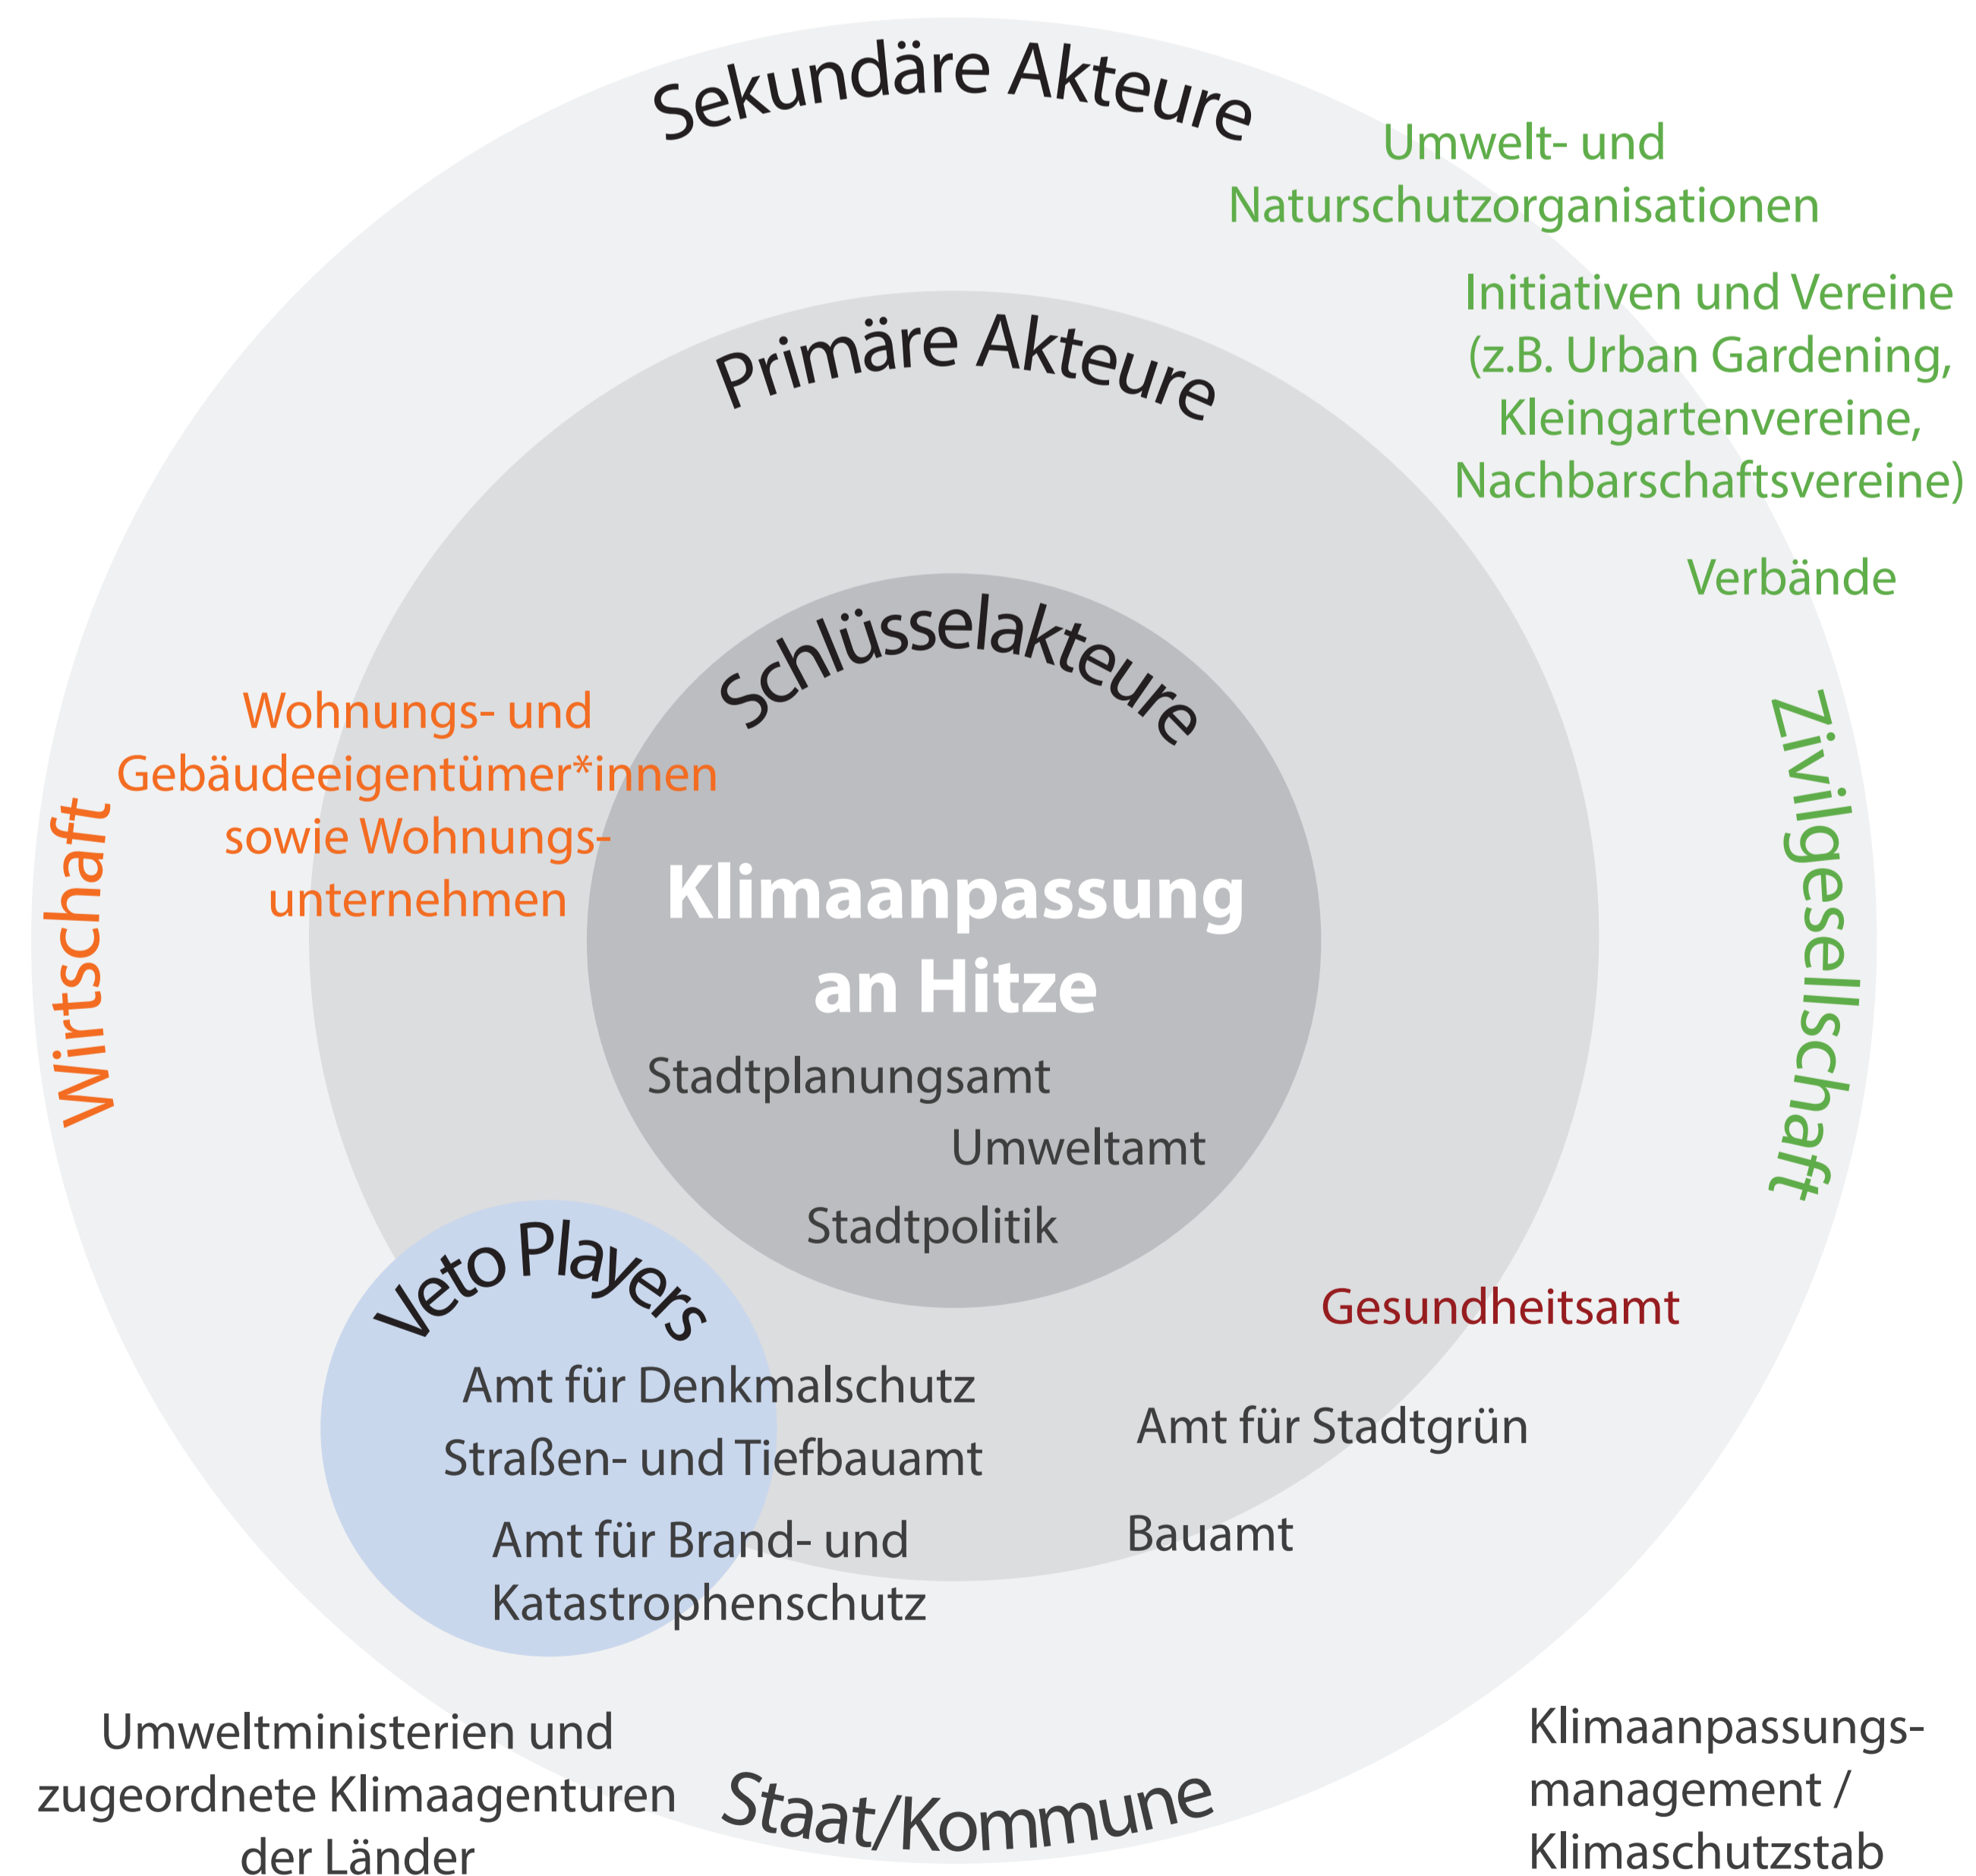 Sekundäre Akteure
Umwelt- und
Naturschutzorganisationen
Initiativen und Vereine
(z.B. Urban Gardening,
Kleingartenvereine,
Nachbarschaftsvereine)
Verbände
Primäre Akteure
Schlüsselakteure
Wohnungs- und
Gebäudeeigentümer*innen
sowie Wohnungs-
unternehmen
Wirtschaft
Zivilgesellschaft
Klimaanpassung
an Hitze
Stadtplanungsamt
Umweltamt
Stadtpolitik
Veto Players
Amt für Denkmalschutz
Straßen- und Tiefbauamt
Amt für Brand- und
Katastrophenschutz
Gesundheitsamt
Amt für Stadtgrün
Bauamt
Umweltministerien und
zugeordnete Klimaagenturen
der Länder
Staat/Kommune
Klimaanpassungs-
management /
Klimaschutzstab